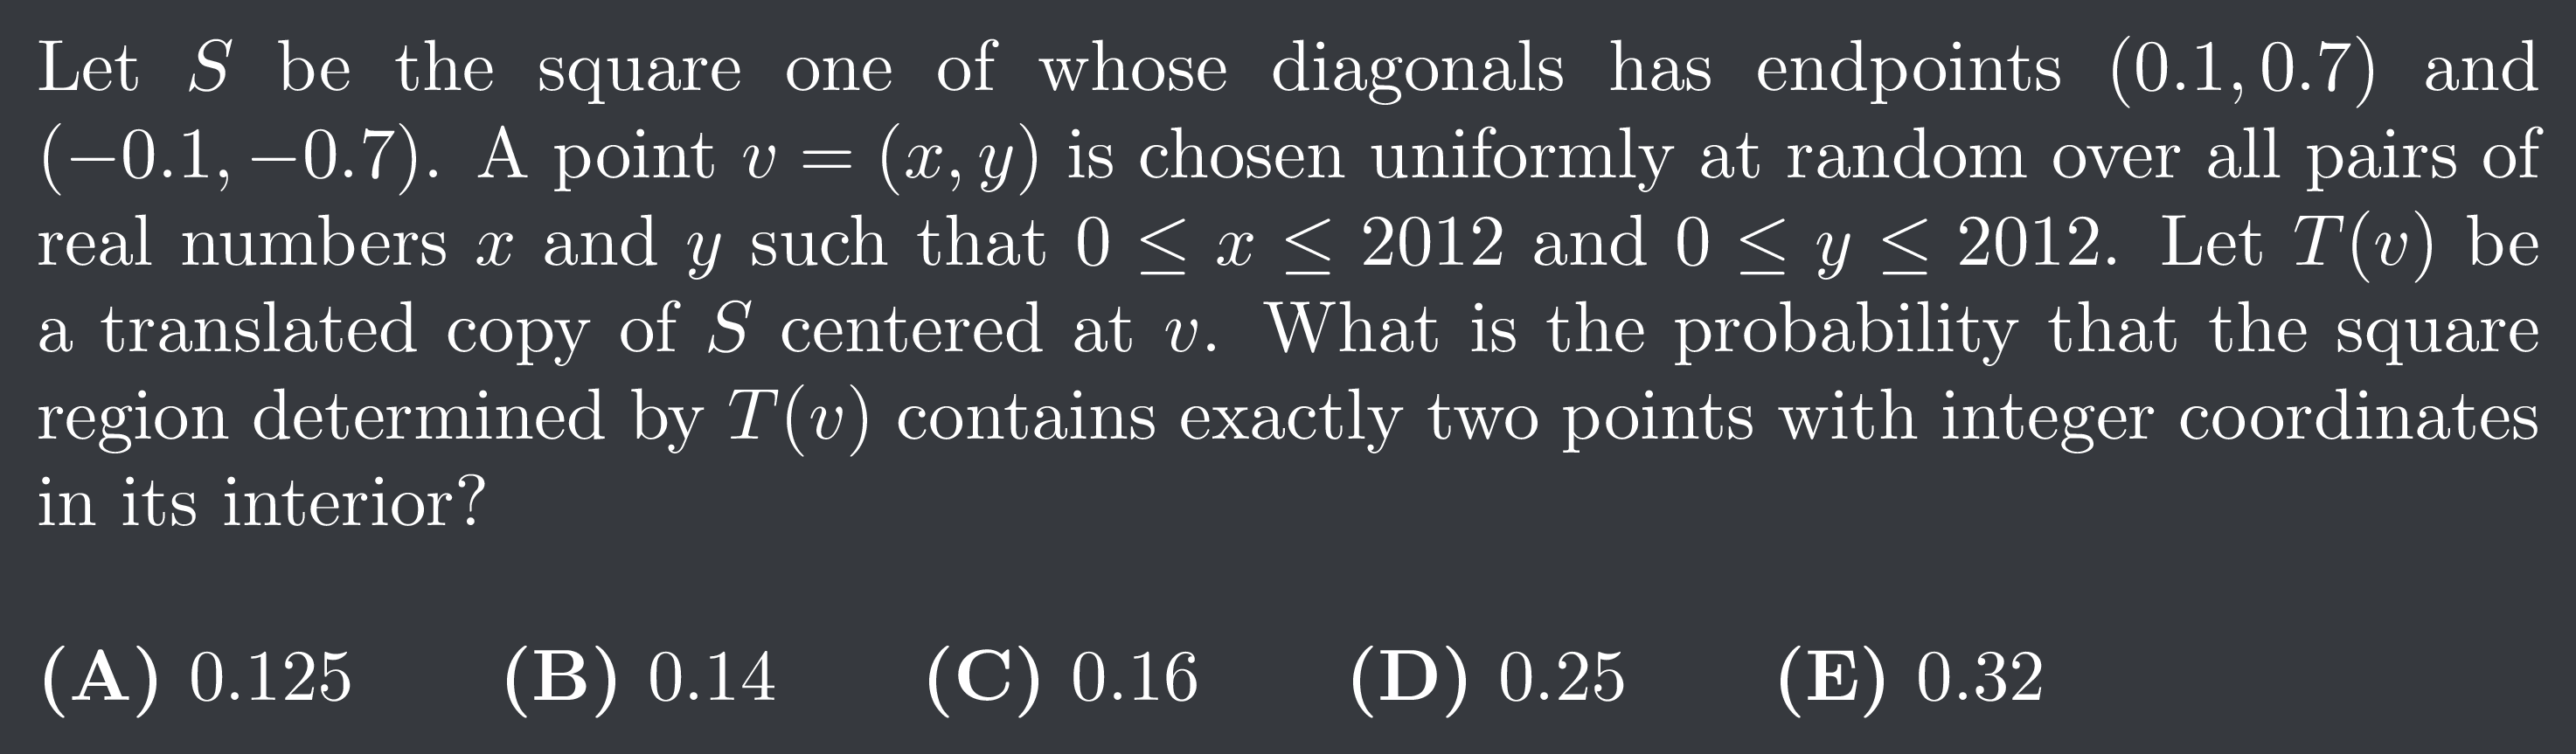 Let S be the square one of whose diagonals has endpoints (0.1, 0.7) and
(−0.1, −0.7). A point v = (x, y) is chosen uniformly at random over all pairs of
real numbers x and y such that 0 ≤ x ≤ 2012 and 0 ≤ y ≤ 2012. Let T(v) be
a translated copy of S centered at v. What is the probability that the square
region determined by T(v) contains exactly two points with integer coordinates
in its interior?
(A) 0.125 (B) 0.14 (C) 0.16 (D) 0.25 (E) 0.32